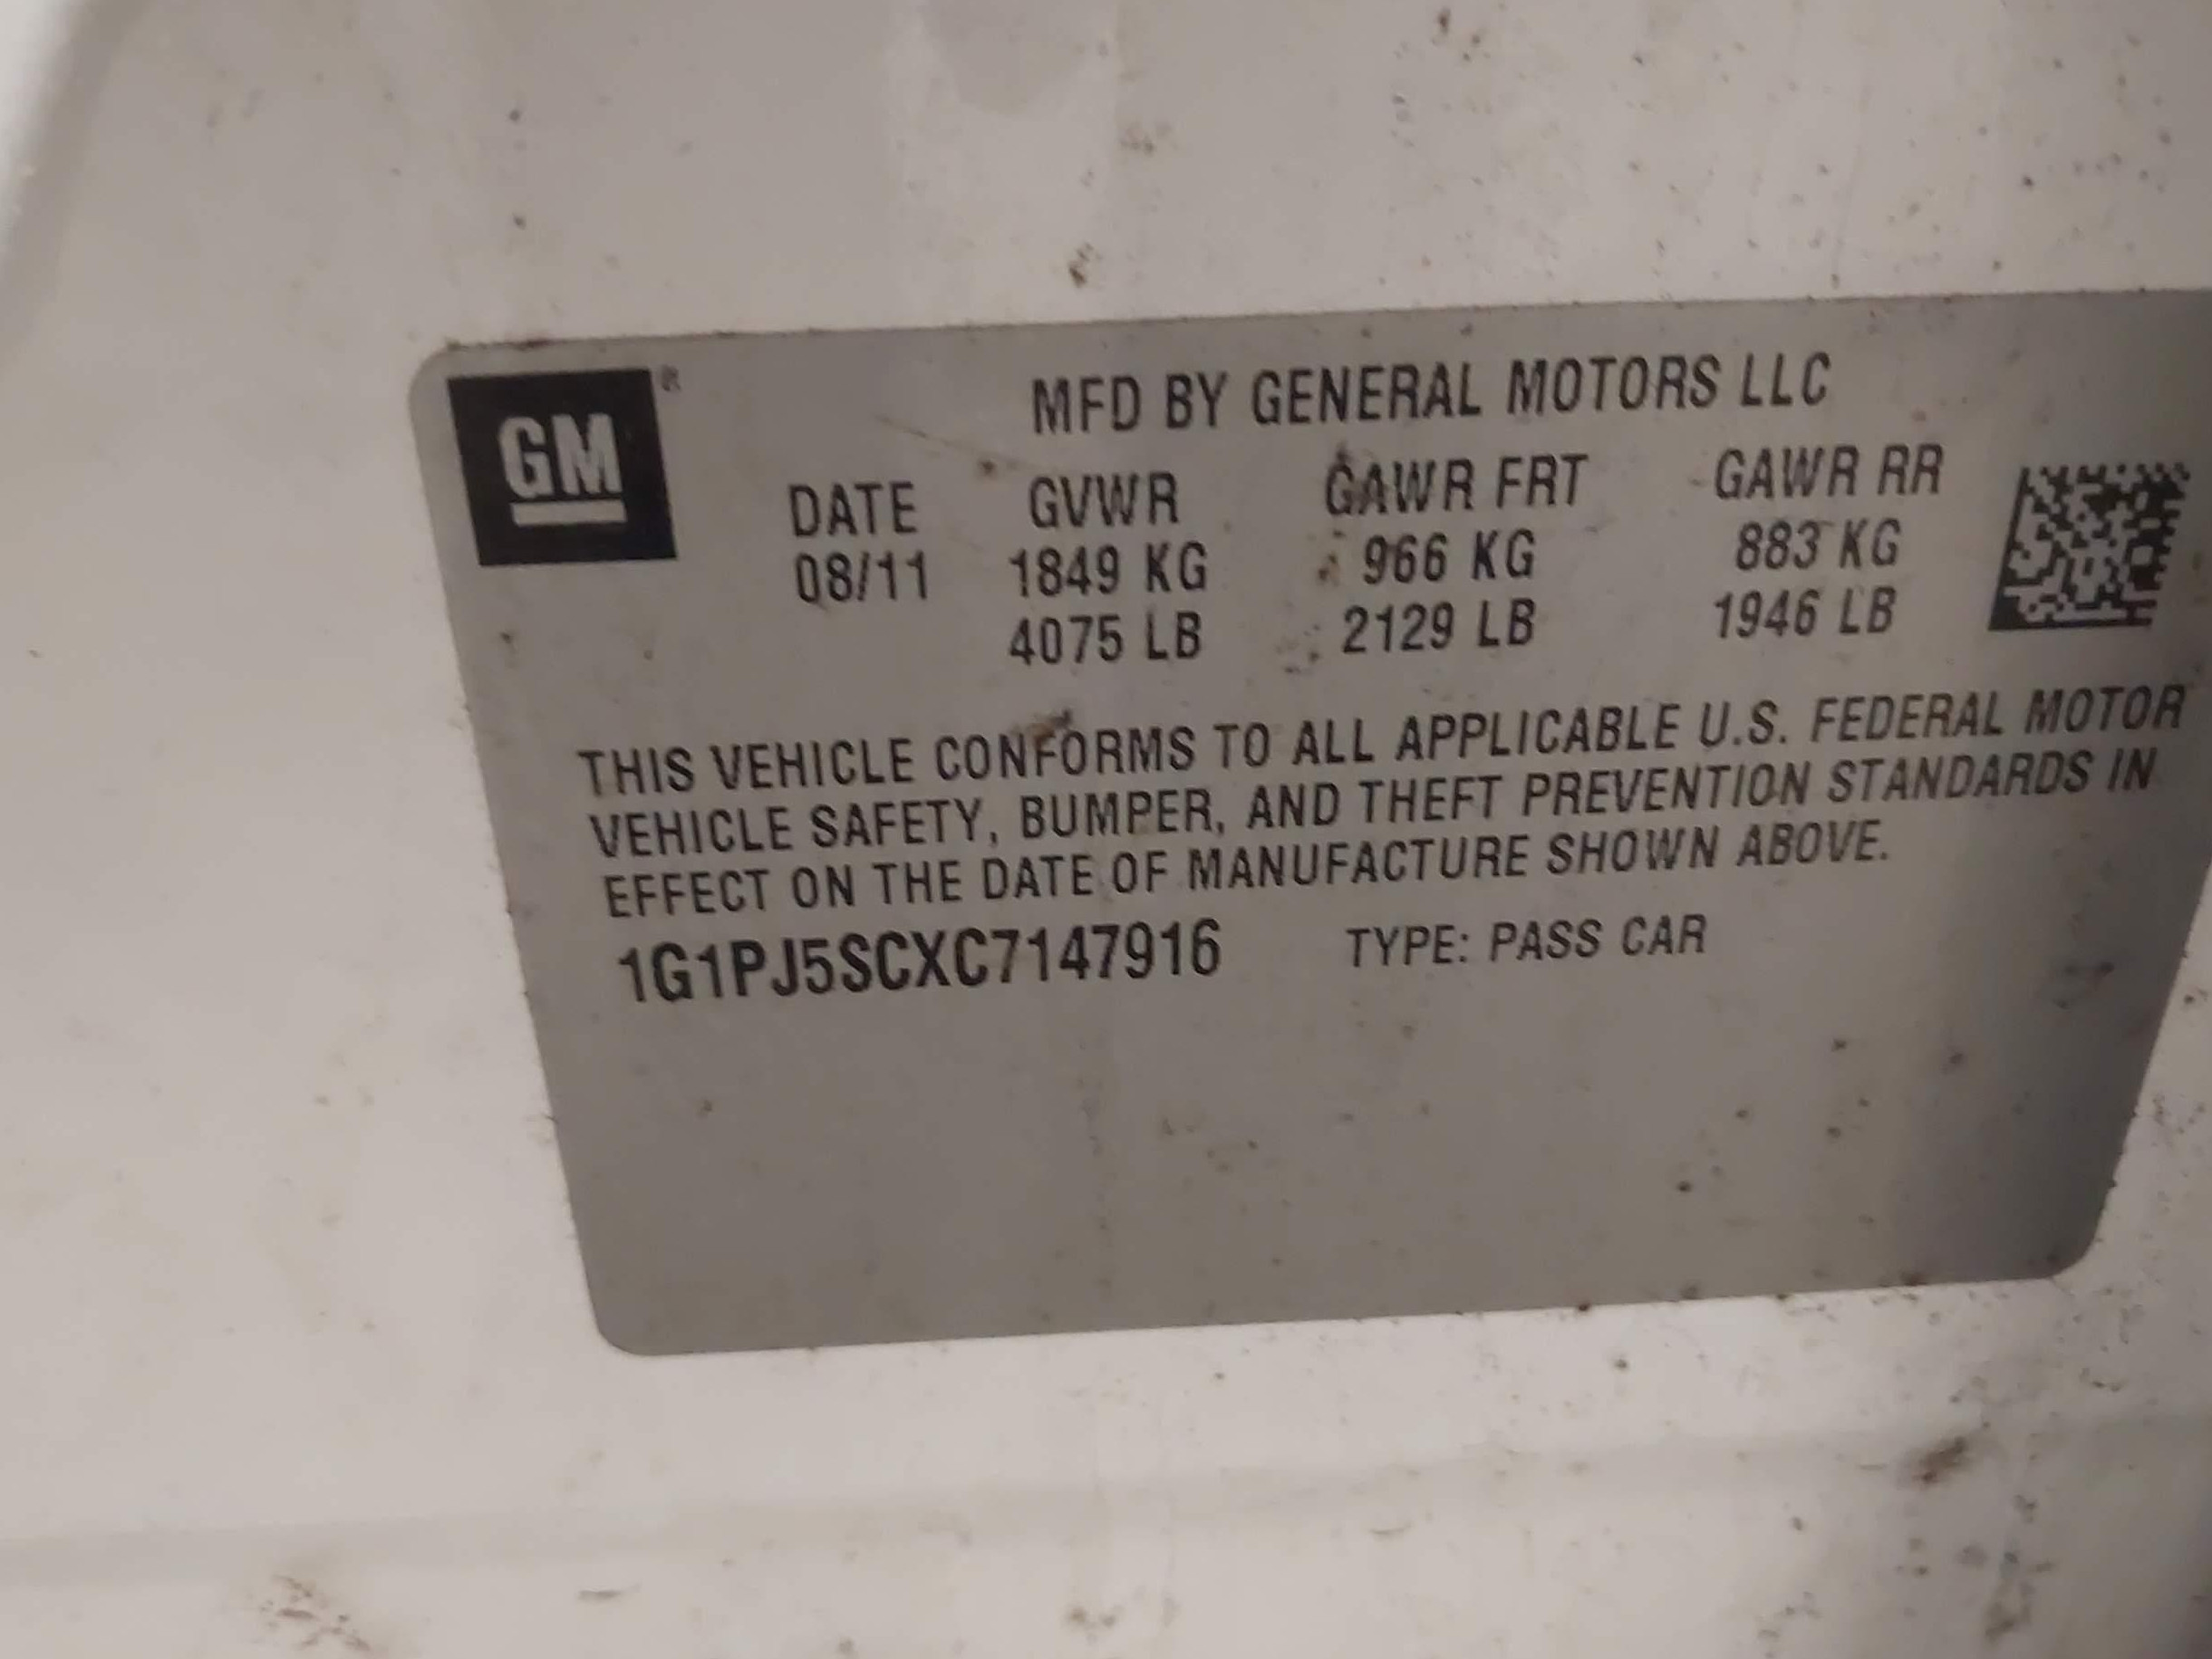 GM ®
MFD BY GENERAL MOTORS LLC
DATE GVWR GAWR FRT GAWR RR
08/11 1849 KG 966 KG 883 KG
4075 LB 2129 LB 1946 LB
THIS VEHICLE CONFORMS TO ALL APPLICABLE U.S. FEDERAL MOTOR
VEHICLE SAFETY, BUMPER, AND THEFT PREVENTION STANDARDS IN
EFFECT ON THE DATE OF MANUFACTURE SHOWN ABOVE.
1G1PJ5SCXC7147916 TYPE: PASS CAR